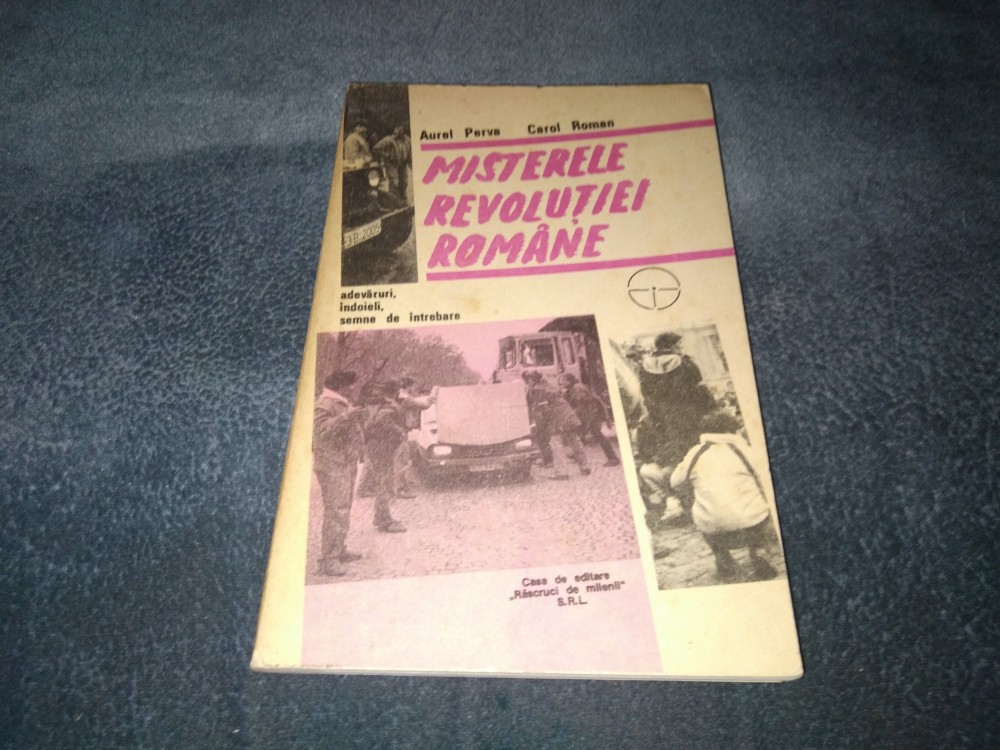 Aurel Perva Carol Roman
MISTERELE
REVOLUȚIEI
ROMÂNE
adevăruri,
îndoieli,
semne de întrebare
Casa de editare
„Răscruci de milenii”
S.R.L.